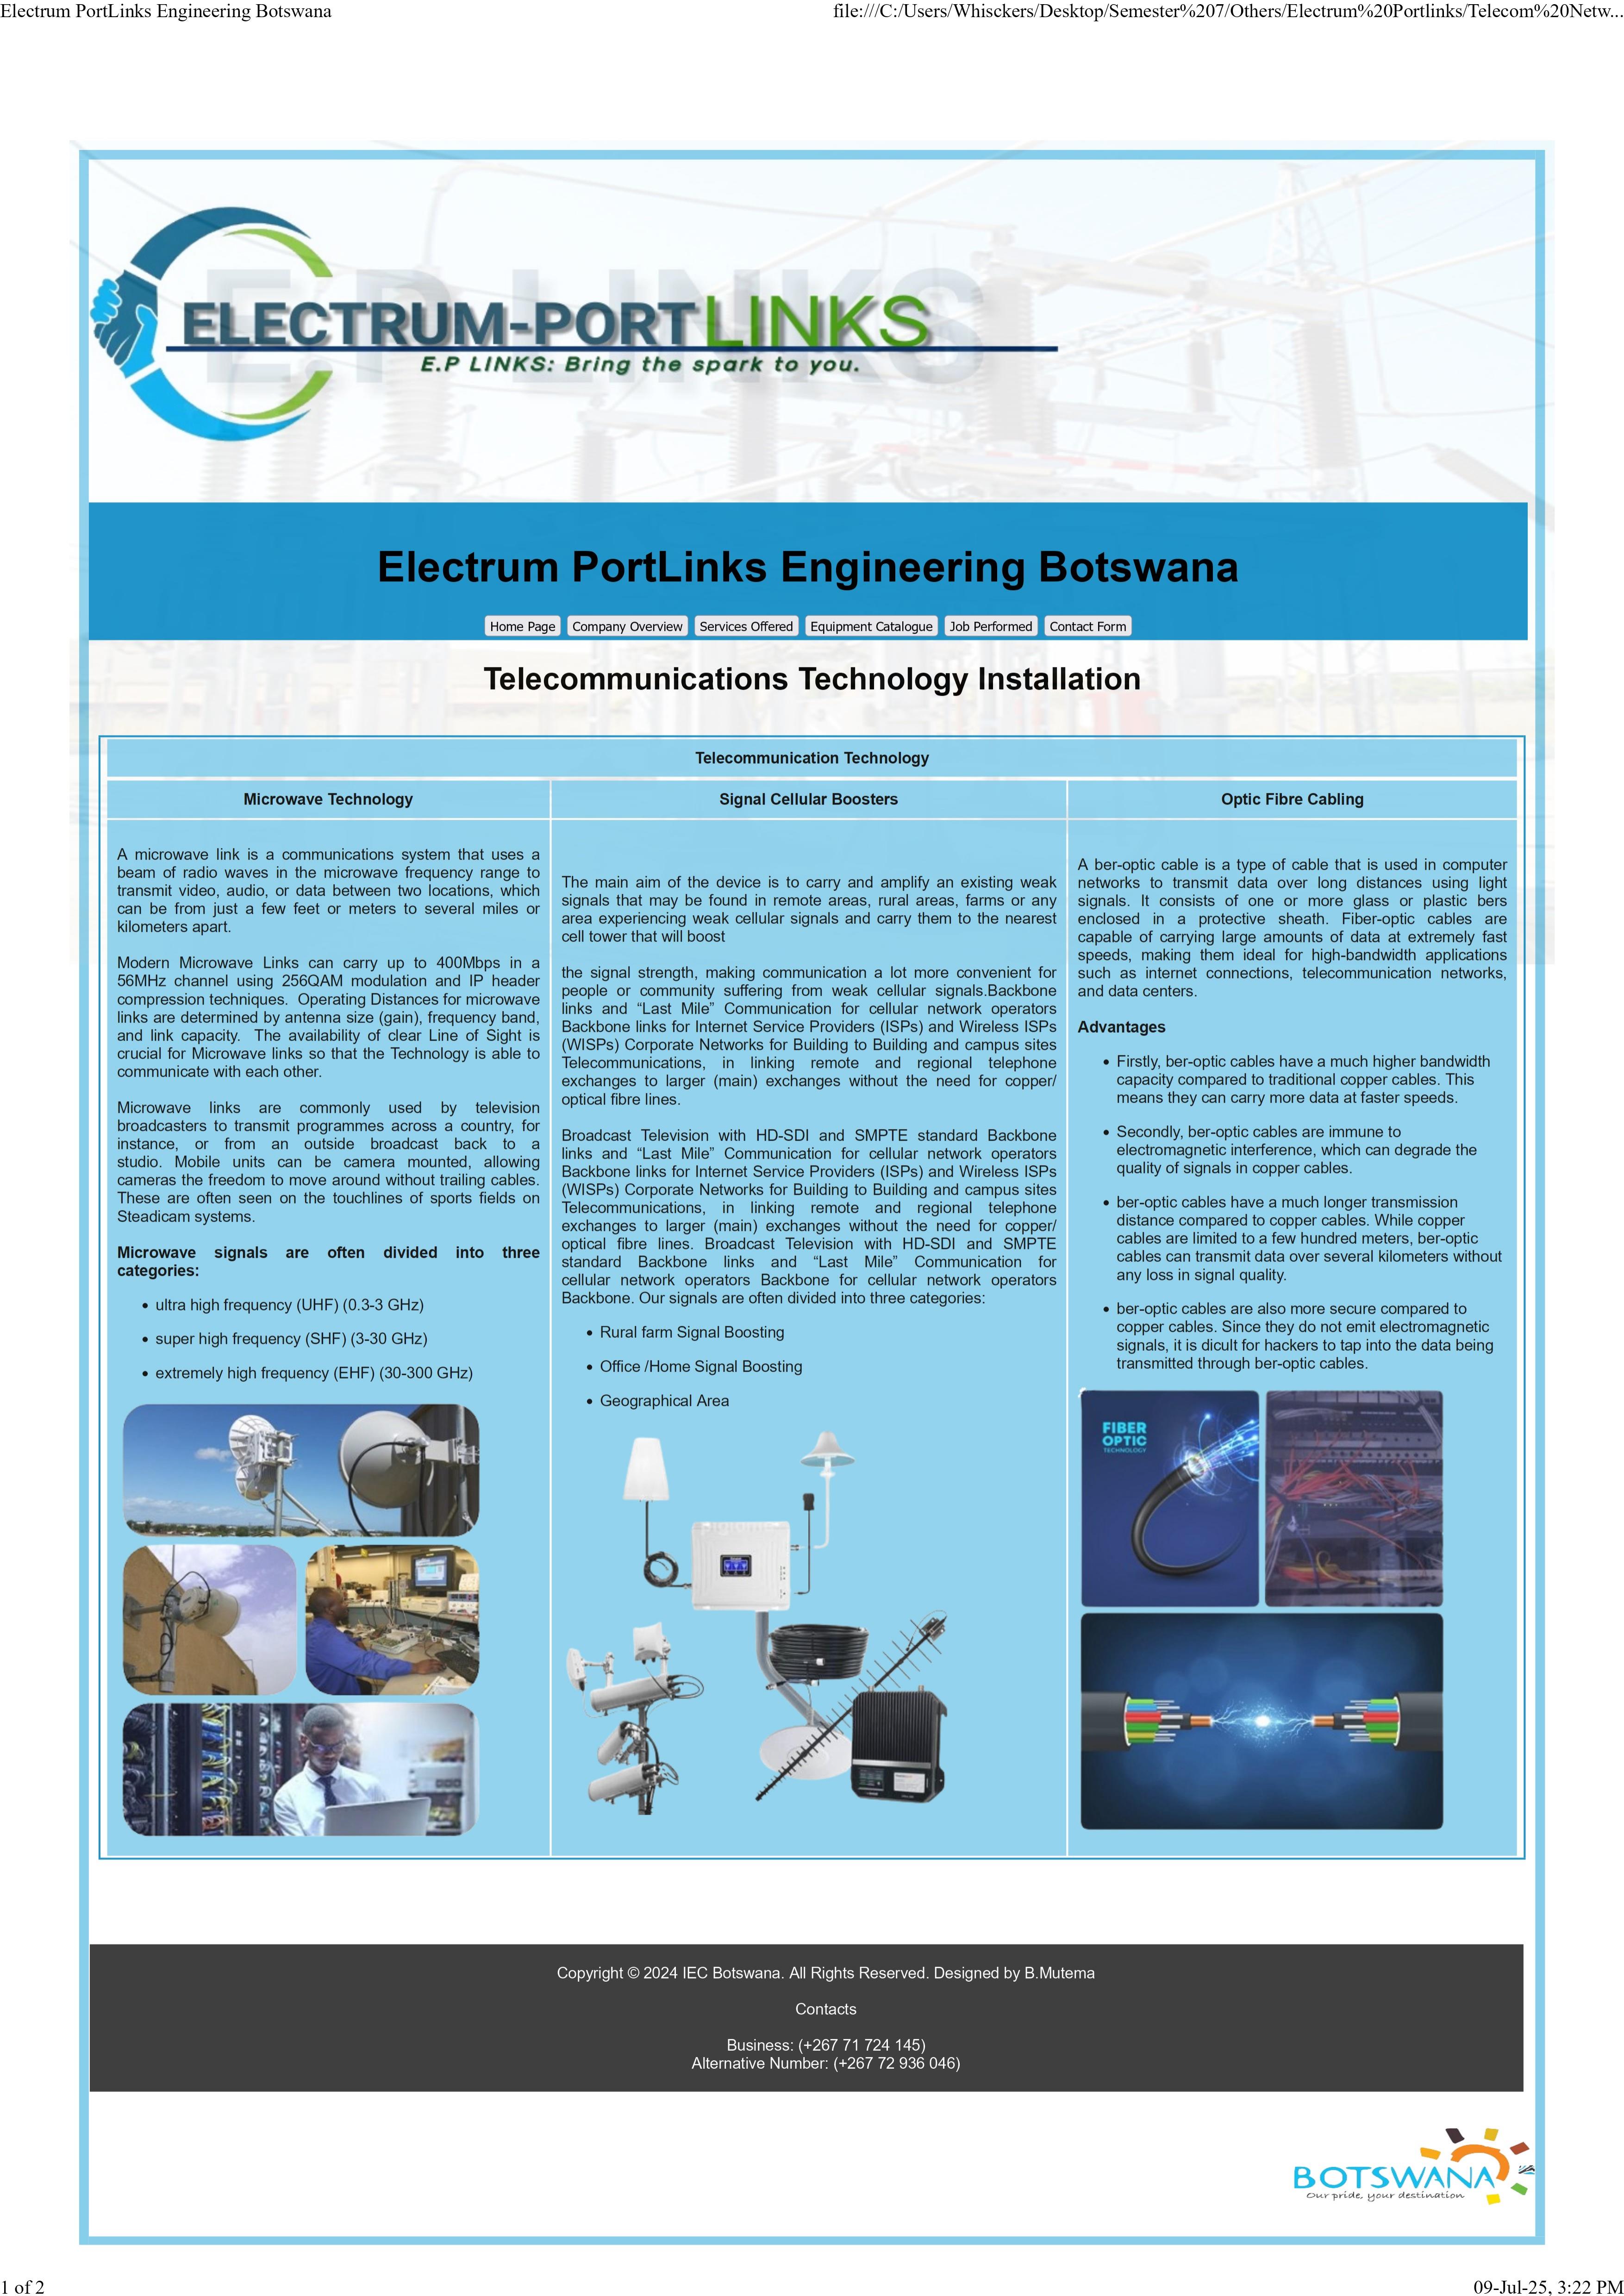 Electrum PortLinks Engineering Botswana
file:///C:/Users/Whisckers/Desktop/Semester%207/Others/Electrum%20Portlinks/Telecom%20Netw...
E.P LINKS
ELECTRUM-PORTLINKS
E.P LINKS: Bring the spark to you.
Electrum PortLinks Engineering Botswana
Home Page Company Overview Services Offered Equipment Catalogue Job Performed Contact Form
Telecommunications Technology Installation
Telecommunication Technology
Microwave Technology
A microwave link is a communications system that uses a
beam of radio waves in the microwave frequency range to
transmit video, audio, or data between two locations, which
can be from just a few feet or meters to several miles or
kilometers apart.
Modern Microwave Links can carry up to 400Mbps in a
56MHz channel using 256QAM modulation and IP header
compression techniques. Operating Distances for microwave
links are determined by antenna size (gain), frequency band,
and link capacity. The availability of clear Line of Sight is
crucial for Microwave links so that the Technology is able to
communicate with each other.
Microwave links are commonly used by television
broadcasters to transmit programmes across a country, for
instance, or from an outside broadcast back to a
studio. Mobile units can be camera mounted, allowing
cameras the freedom to move around without trailing cables.
These are often seen on the touchlines of sports fields on
Steadicam systems.
Microwave signals are often divided into three
categories:
• ultra high frequency (UHF) (0.3-3 GHz)
• super high frequency (SHF) (3-30 GHz)
• extremely high frequency (EHF) (30-300 GHz)
Signal Cellular Boosters
The main aim of the device is to carry and amplify an existing weak
signals that may be found in remote areas, rural areas, farms or any
area experiencing weak cellular signals and carry them to the nearest
cell tower that will boost
the signal strength, making communication a lot more convenient for
people or community suffering from weak cellular signals.Backbone
links and “Last Mile” Communication for cellular network operators
Backbone links for Internet Service Providers (ISPs) and Wireless ISPs
(WISPs) Corporate Networks for Building to Building and campus sites
Telecommunications, in linking remote and regional telephone
exchanges to larger (main) exchanges without the need for copper/
optical fibre lines.
Broadcast Television with HD-SDI and SMPTE standard Backbone
links and “Last Mile” Communication for cellular network operators
Backbone links for Internet Service Providers (ISPs) and Wireless ISPs
(WISPs) Corporate Networks for Building to Building and campus sites
Telecommunications, in linking remote and regional telephone
exchanges to larger (main) exchanges without the need for copper/
optical fibre lines. Broadcast Television with HD-SDI and SMPTE
standard Backbone links and “Last Mile” Communication for
cellular network operators Backbone for cellular network operators
Backbone. Our signals are often divided into three categories:
• Rural farm Signal Boosting
• Office /Home Signal Boosting
• Geographical Area
Optic Fibre Cabling
A ber-optic cable is a type of cable that is used in computer
networks to transmit data over long distances using light
signals. It consists of one or more glass or plastic bers
enclosed in a protective sheath. Fiber-optic cables are
capable of carrying large amounts of data at extremely fast
speeds, making them ideal for high-bandwidth applications
such as internet connections, telecommunication networks,
and data centers.
Advantages
• Firstly, ber-optic cables have a much higher bandwidth
capacity compared to traditional copper cables. This
means they can carry more data at faster speeds.
• Secondly, ber-optic cables are immune to
electromagnetic interference, which can degrade the
quality of signals in copper cables.
• ber-optic cables have a much longer transmission
distance compared to copper cables. While copper
cables are limited to a few hundred meters, ber-optic
cables can transmit data over several kilometers without
any loss in signal quality.
• ber-optic cables are also more secure compared to
copper cables. Since they do not emit electromagnetic
signals, it is dicult for hackers to tap into the data being
transmitted through ber-optic cables.
FIBER
OPTIC
TECHNOLOGY
Copyright © 2024 IEC Botswana. All Rights Reserved. Designed by B.Mutema
Contacts
Business: (+267 71 724 145)
Alternative Number: (+267 72 936 046)
BOTSWANA
Our pride, your destination
1 of 2
09-Jul-25, 3:22 PM